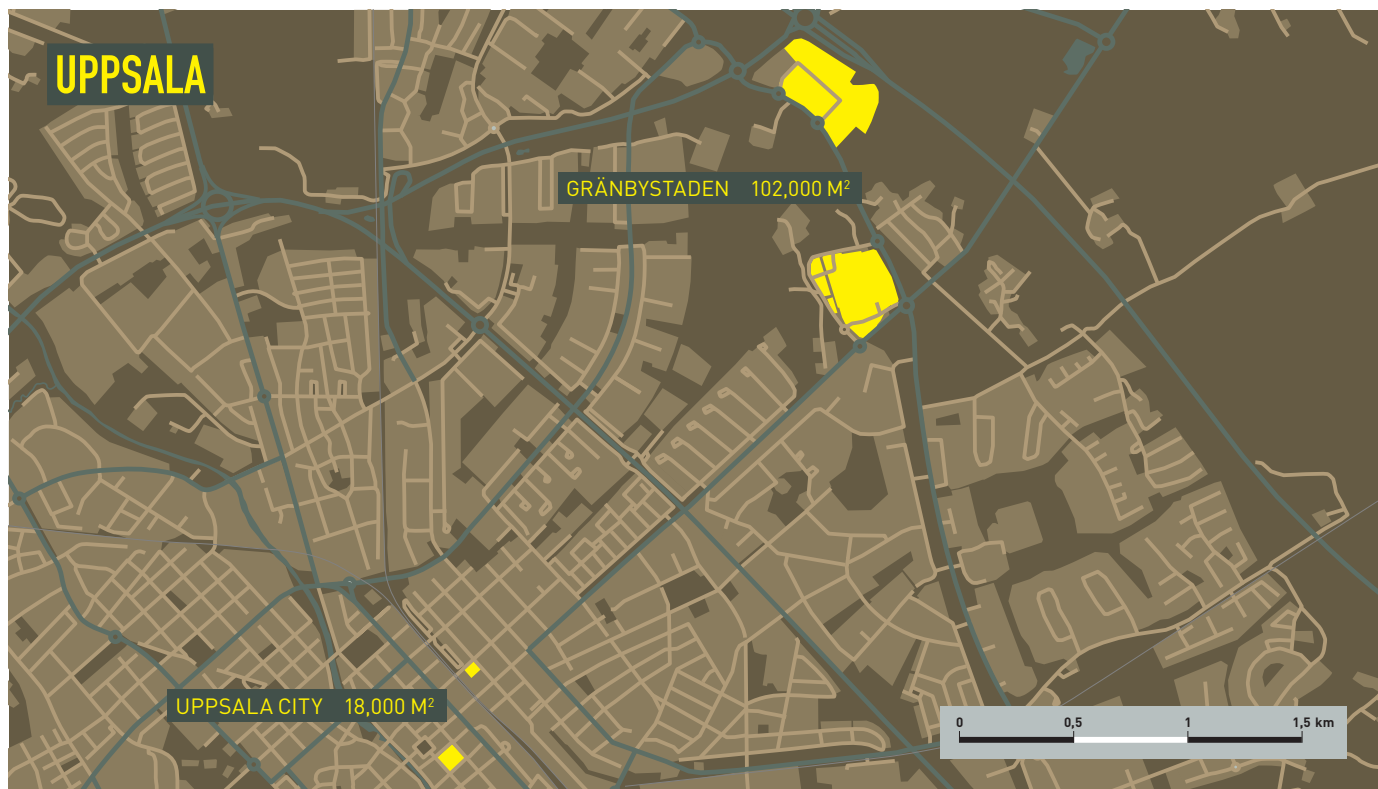 UPPSALA
GRÄNBYSTADEN 102,000 M²
UPPSALA CITY 18,000 M²
0 0,5 1 1,5 km